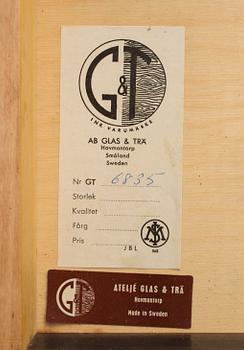 G&T
INR. VARUMÄRKE
AB GLAS & TRÄ
Hovmantorp
Småland
Sweden
Nr GT 6835
Storlek
Kvalitet
Färg
Pris
JBL
G&T
ATELJÉ GLAS & TRÄ
Hovmantorp
Made in Sweden